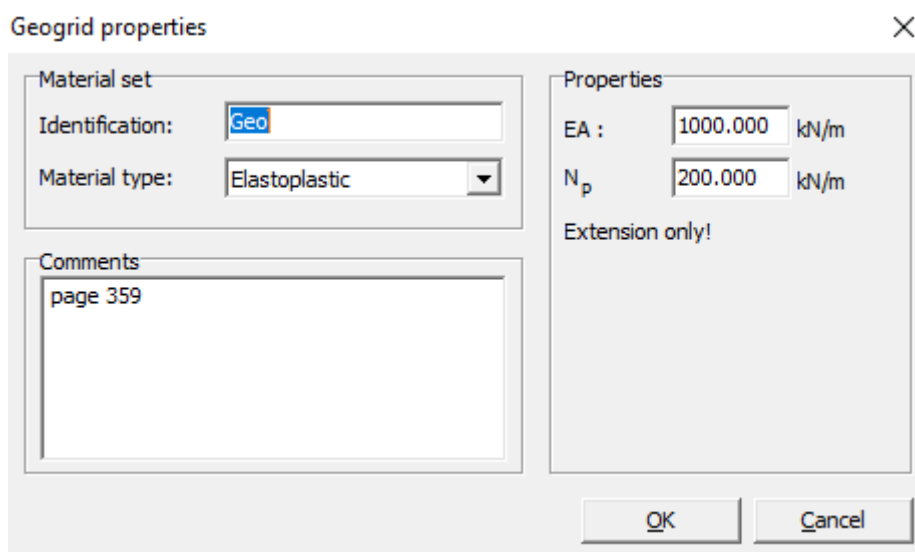 Geogrid properties
Material set
Identification: Geo
Material type: Elastoplastic
Comments
page 359
Properties
EA : 1000.000 kN/m
Np 200.000 kN/m
Extension only!
OK Cancel